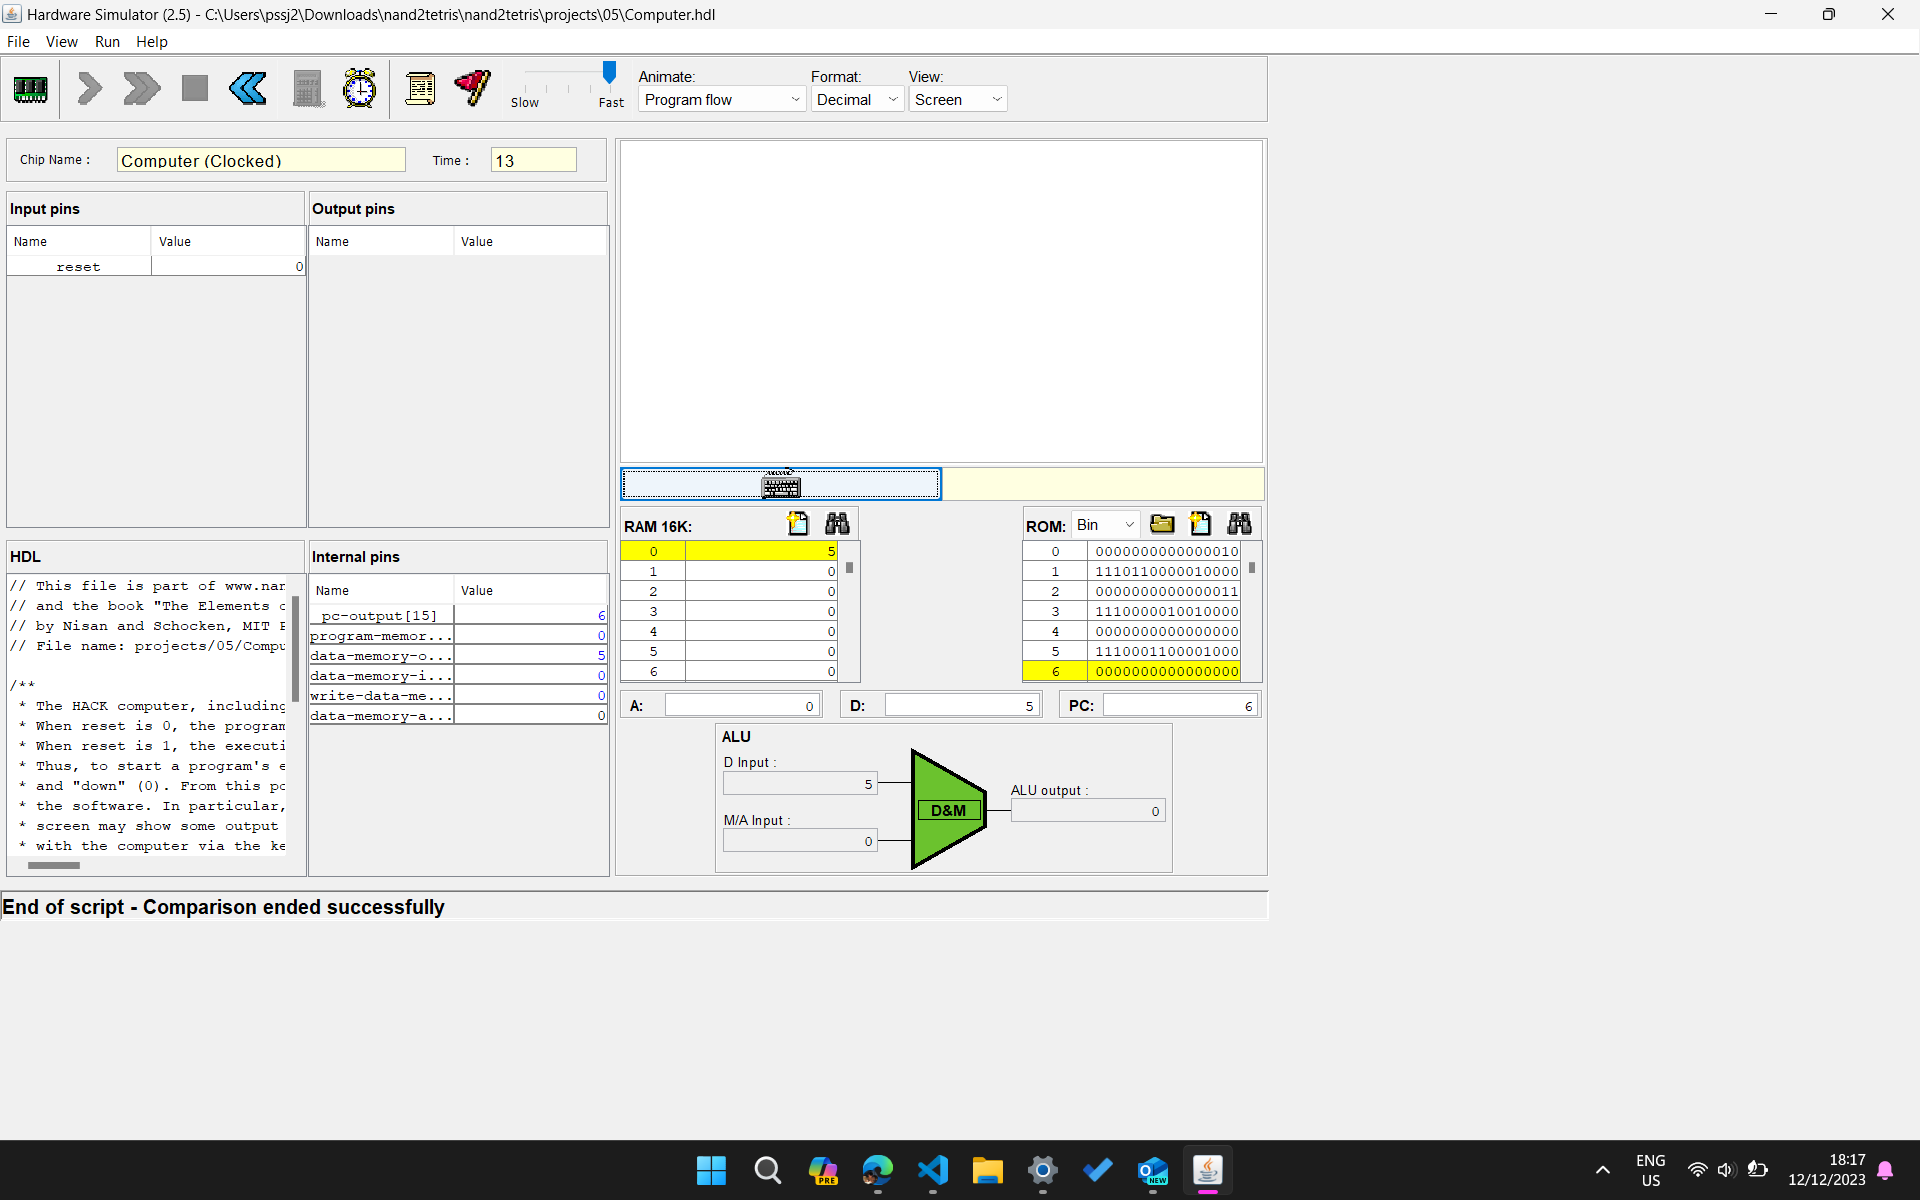 Hardware Simulator (2.5) - C:\Users\pssj2\Downloads\nand2tetris\nand2tetris\projects\05\Computer.hdl
File View Run Help
Slow Fast
Animate: Format: View:
Program flow Decimal Screen
Chip Name : Computer (Clocked) Time : 13
Input pins Output pins
Name Value Name Value
reset 0
RAM 16K: ROM: Bin
0 5 0 0000000000000010
1 0 1 1110110000010000
2 0 2 0000000000000011
3 0 3 1110000010010000
4 0 4 0000000000000000
5 0 5 1110001100001000
6 0 6 0000000000000000
HDL
// This file is part of www.nan
// and the book "The Elements o
// by Nisan and Schocken, MIT P
// File name: projects/05/Compu
/**
* The HACK computer, including
* When reset is 0, the program
* When reset is 1, the executi
* Thus, to start a program's e
* and "down" (0). From this po
* the software. In particular,
* screen may show some output
* with the computer via the ke
Internal pins
Name Value
pc-output[15] 6
program-memor... 0
data-memory-o... 5
data-memory-i... 0
write-data-me... 0
data-memory-a... 0
A: 0 D: 5 PC: 6
ALU
D Input :
5
M/A Input :
0
D&M
ALU output :
0
End of script - Comparison ended successfully
PRE
NEW
ENG
US
18:17
12/12/2023